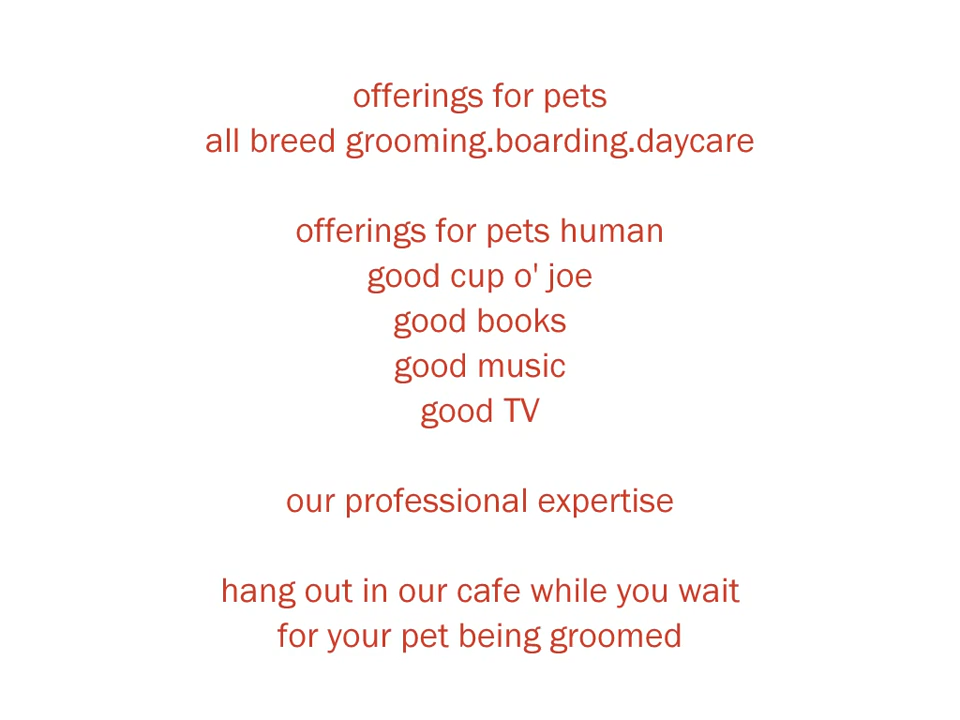 offerings for pets
all breed grooming.boarding.daycare
offerings for pets human
good cup o' joe
good books
good music
good TV
our professional expertise
hang out in our cafe while you wait
for your pet being groomed